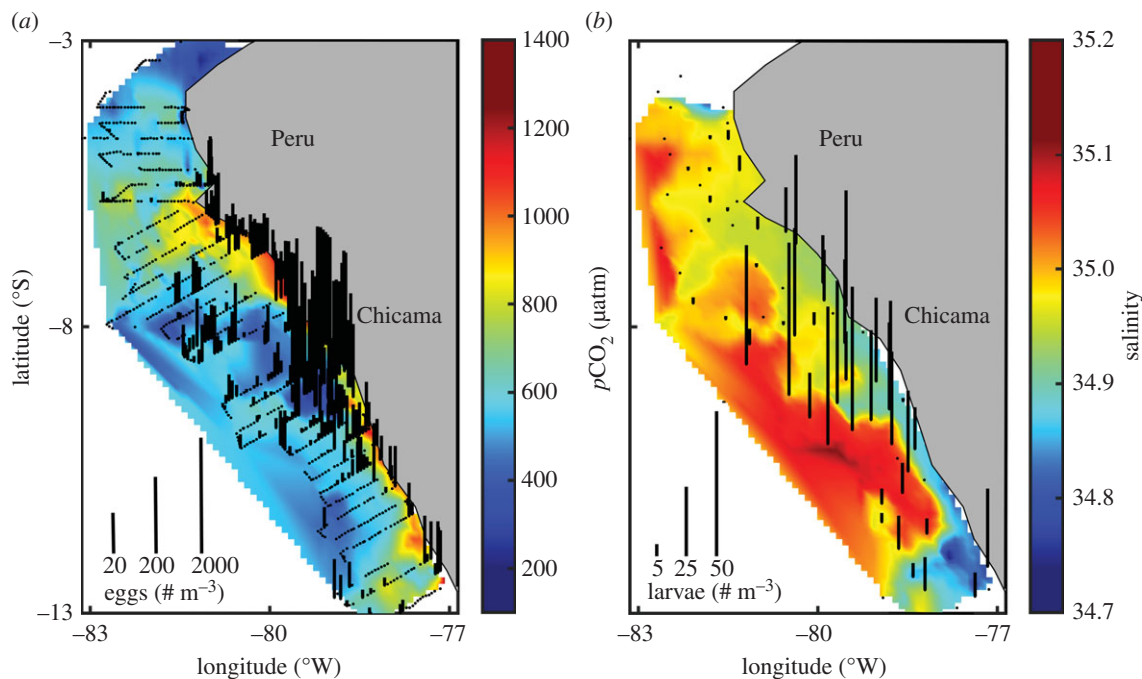 (a)
(b)
−3
−8
−13
latitude (°S)
Peru
Chicama
20
200
2000
eggs (# m−3)
−83
−80
−77
longitude (°W)
1400
1200
1000
800
600
400
200
pCO2 (µatm)
Peru
Chicama
5
25
50
larvae (# m−3)
−83
−80
−77
longitude (°W)
35.2
35.1
35.0
34.9
34.8
34.7
salinity